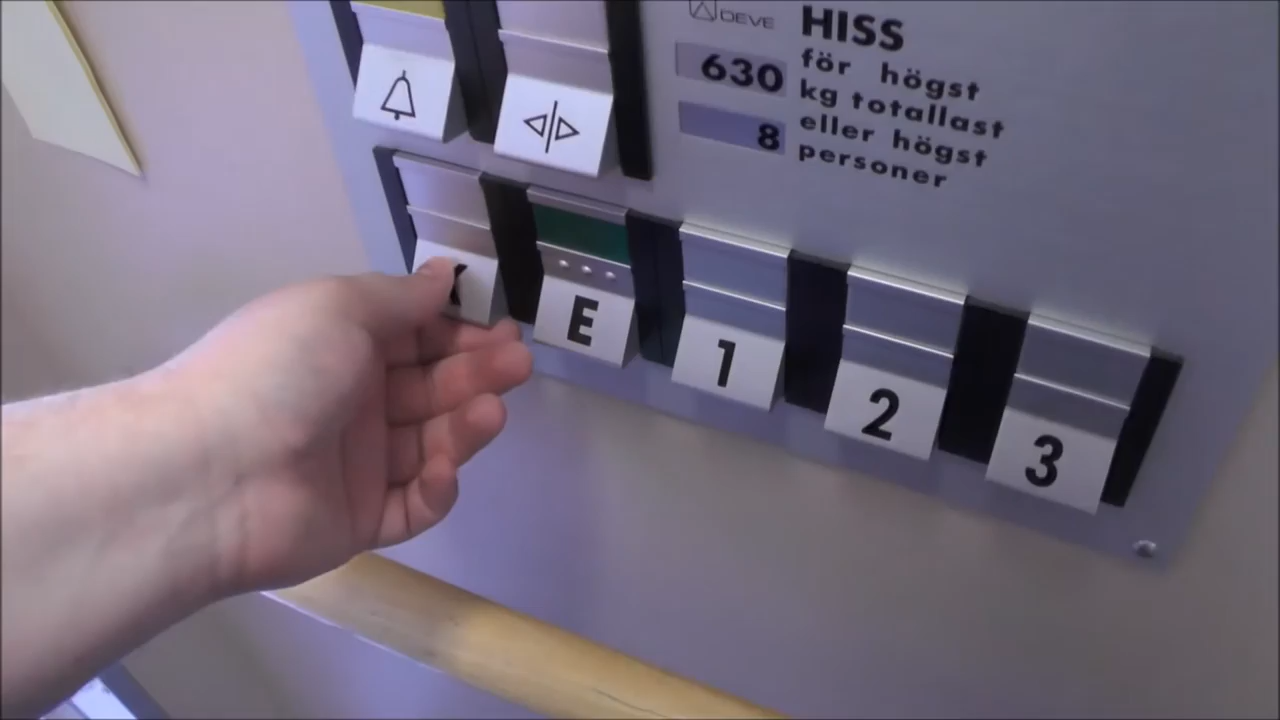 DEVE
HISS
630 för högst
kg totallast
8 eller högst
personer
K
E
1
2
3